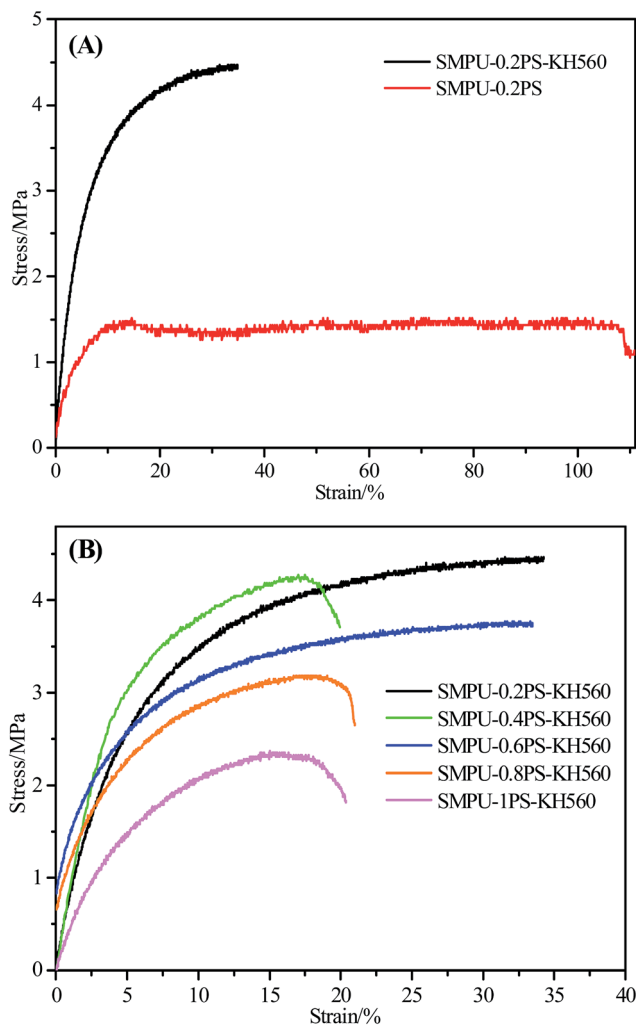 (A)
SMPU-0.2PS-KH560
SMPU-0.2PS
5
4
3
2
1
0
Stress/MPa
0 20 40 60 80 100
Strain/%
(B)
SMPU-0.2PS-KH560
SMPU-0.4PS-KH560
SMPU-0.6PS-KH560
SMPU-0.8PS-KH560
SMPU-1PS-KH560
4
3
2
1
0
Stress/MPa
0 5 10 15 20 25 30 35 40
Strain/%